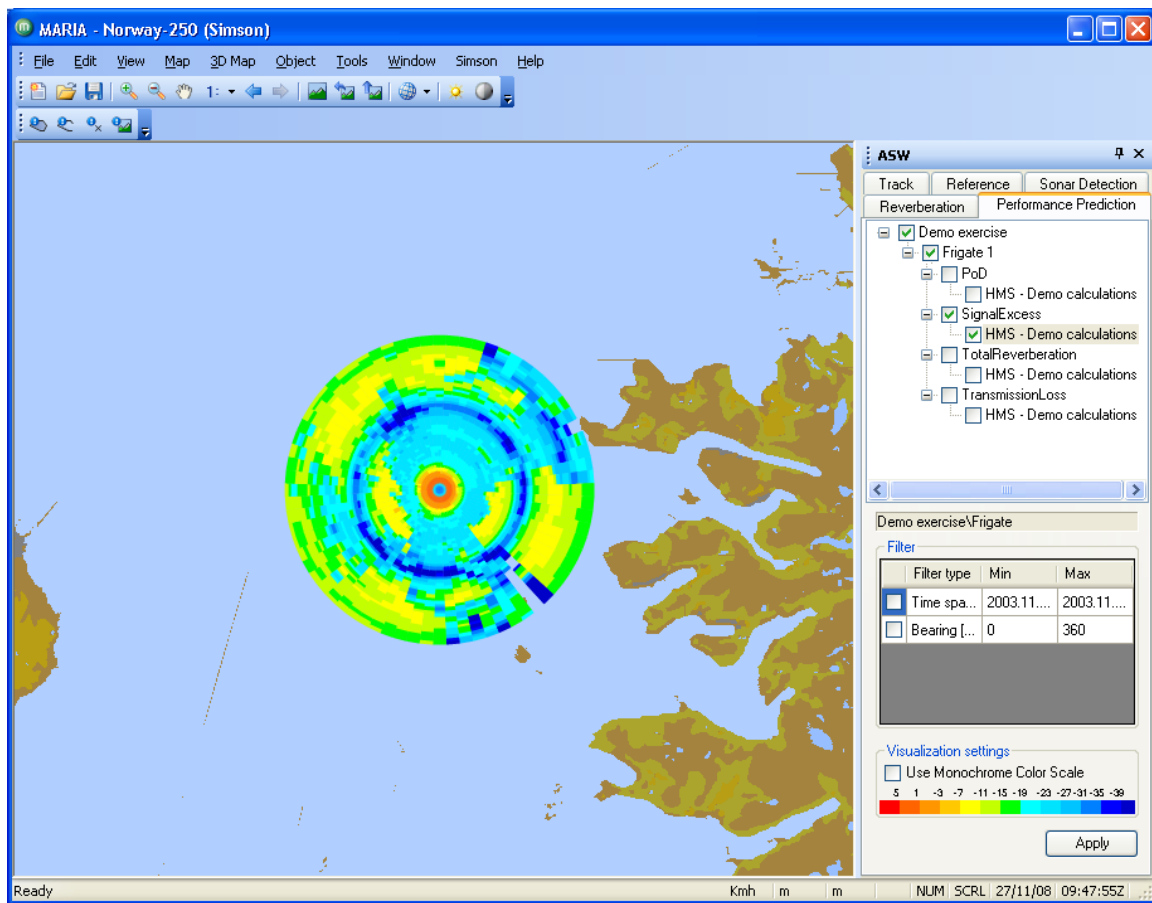 MARIA - Norway-250 (Simson)
File Edit View Map 3D Map Object Tools Window Simson Help
1:
ASW
Track Reference Sonar Detection
Reverberation Performance Prediction
Demo exercise
Frigate 1
PoD
HMS - Demo calculations
SignalExcess
HMS - Demo calculations
TotalReverberation
HMS - Demo calculations
TransmissionLoss
HMS - Demo calculations
Demo exercise\Frigate
Filter
Filter type Min Max
Time spa... 2003.11.... 2003.11....
Bearing [... 0 360
Visualization settings
Use Monochrome Color Scale
5 1 -3 -7 -11 -15 -19 -23 -27 -31 -35 -39
Apply
Ready Kmh m m NUM SCRL 27/11/08 09:47:55Z